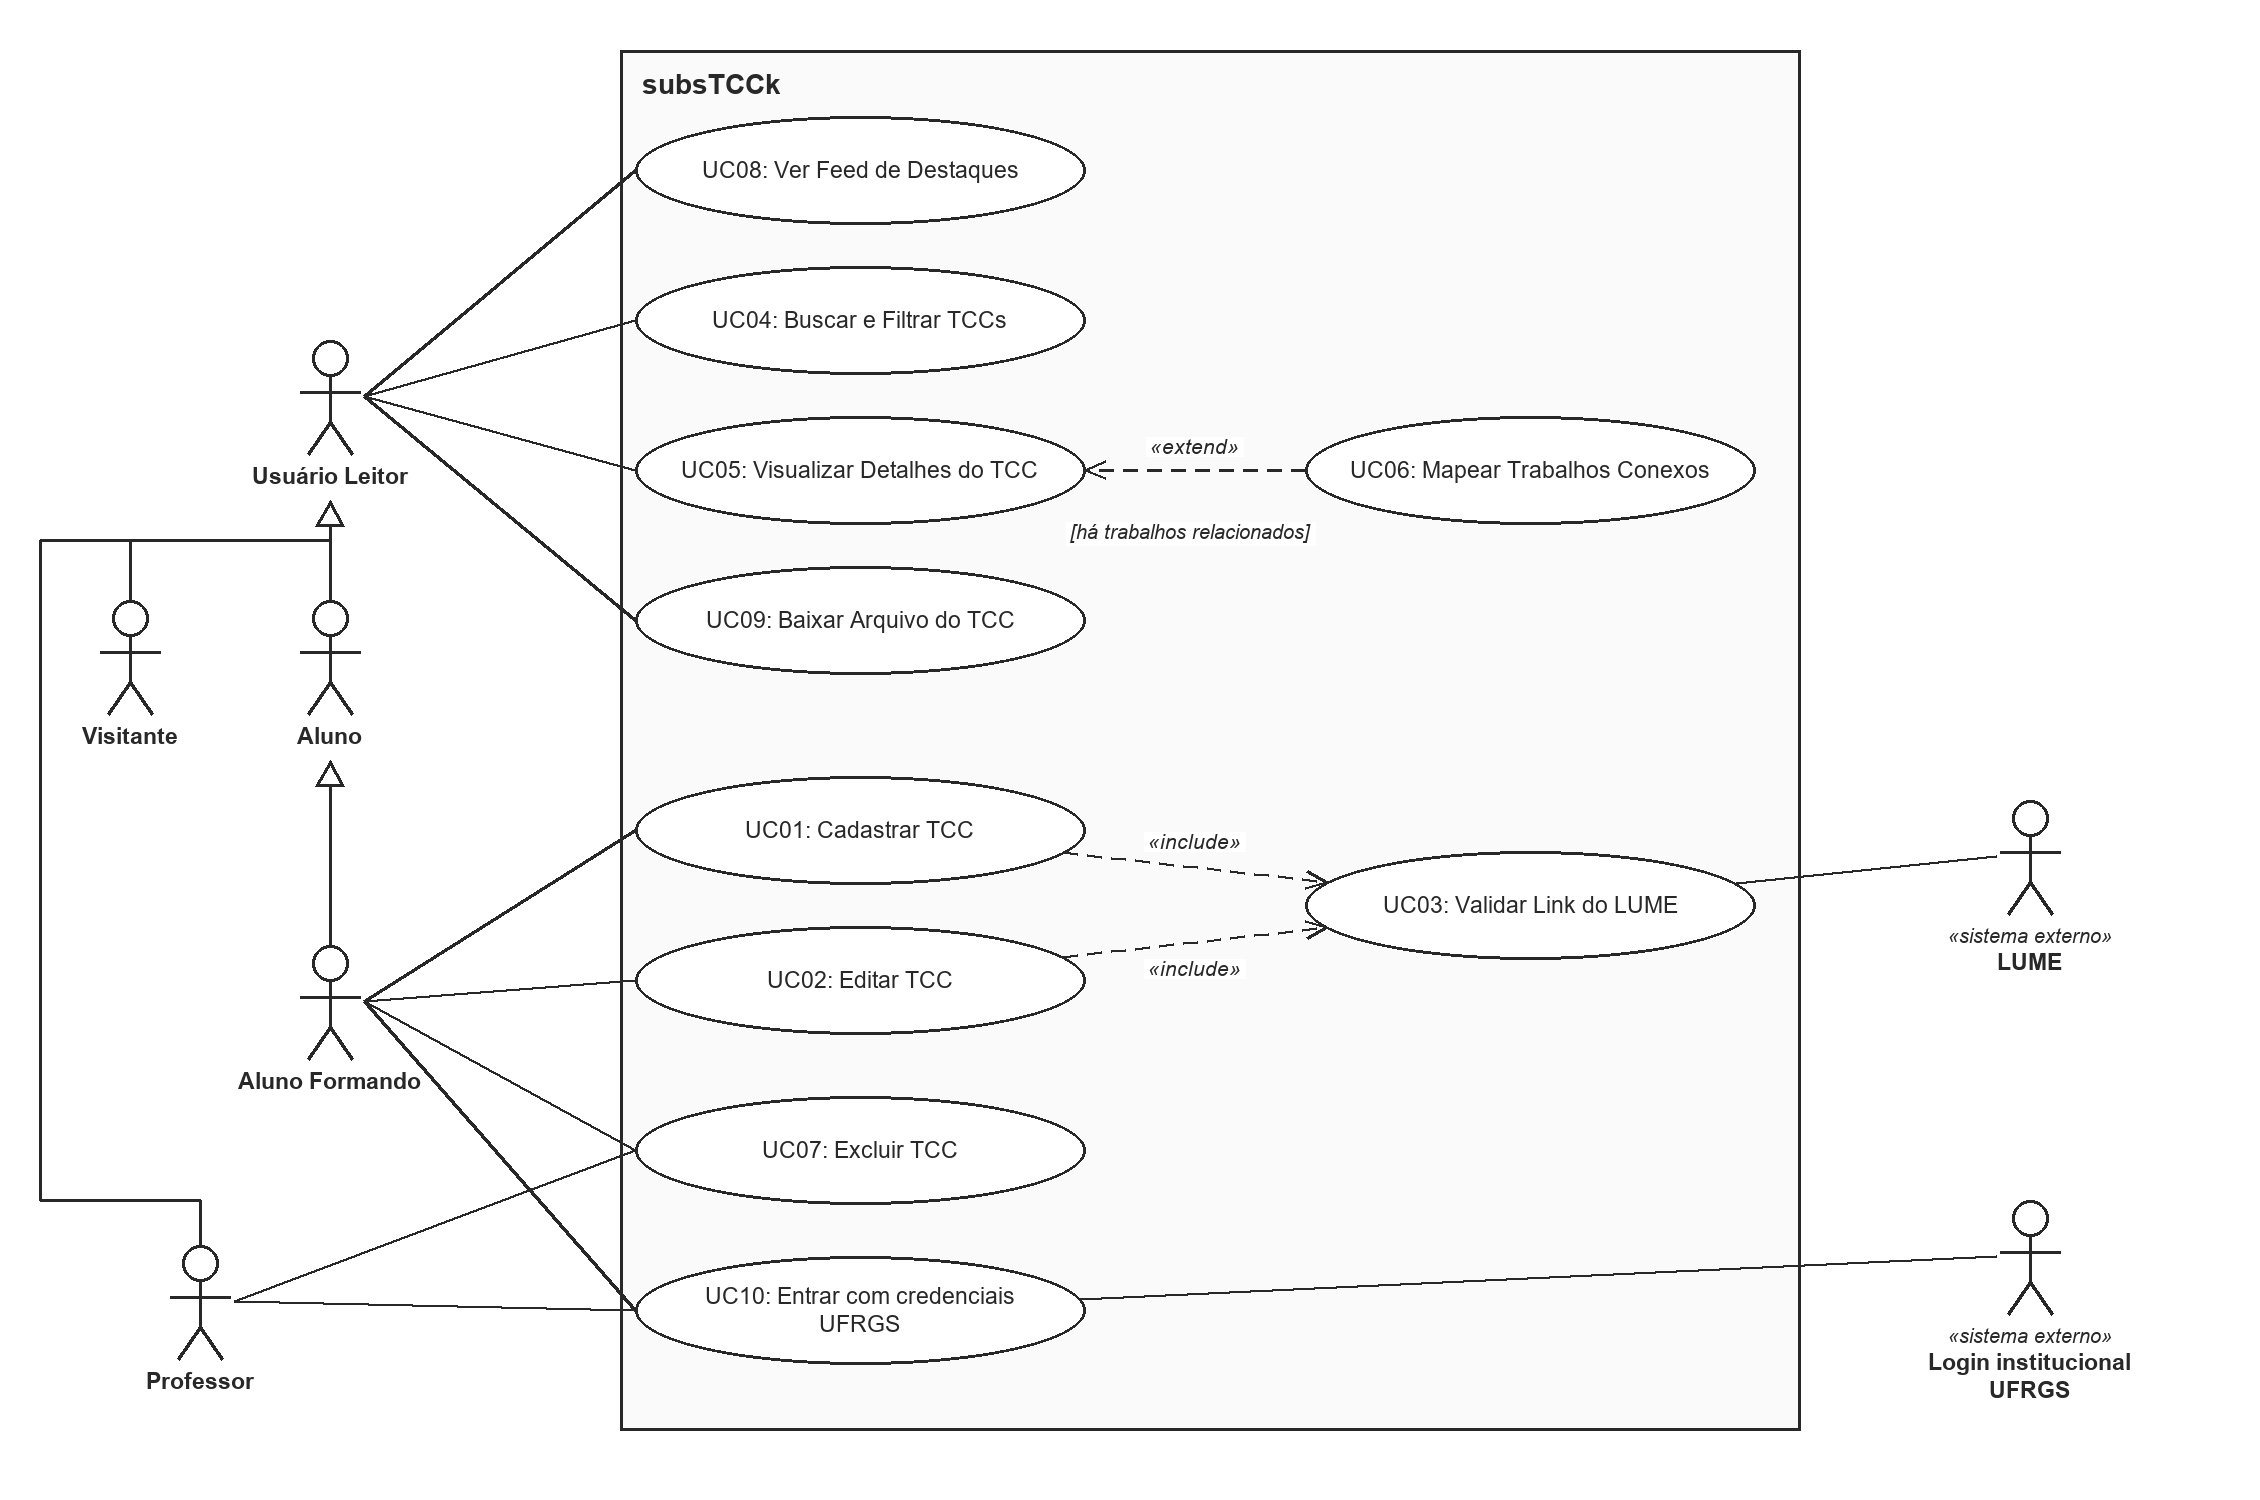 subsTCCk
UC08: Ver Feed de Destaques
UC04: Buscar e Filtrar TCCs
Usuário Leitor
UC05: Visualizar Detalhes do TCC
«extend»
UC06: Mapear Trabalhos Conexos
[há trabalhos relacionados]
UC09: Baixar Arquivo do TCC
Visitante
Aluno
UC01: Cadastrar TCC
«include»
UC03: Validar Link do LUME
«sistema externo»
LUME
UC02: Editar TCC
«include»
Aluno Formando
UC07: Excluir TCC
UC10: Entrar com credenciais
UFRGS
Professor
«sistema externo»
Login institucional
UFRGS